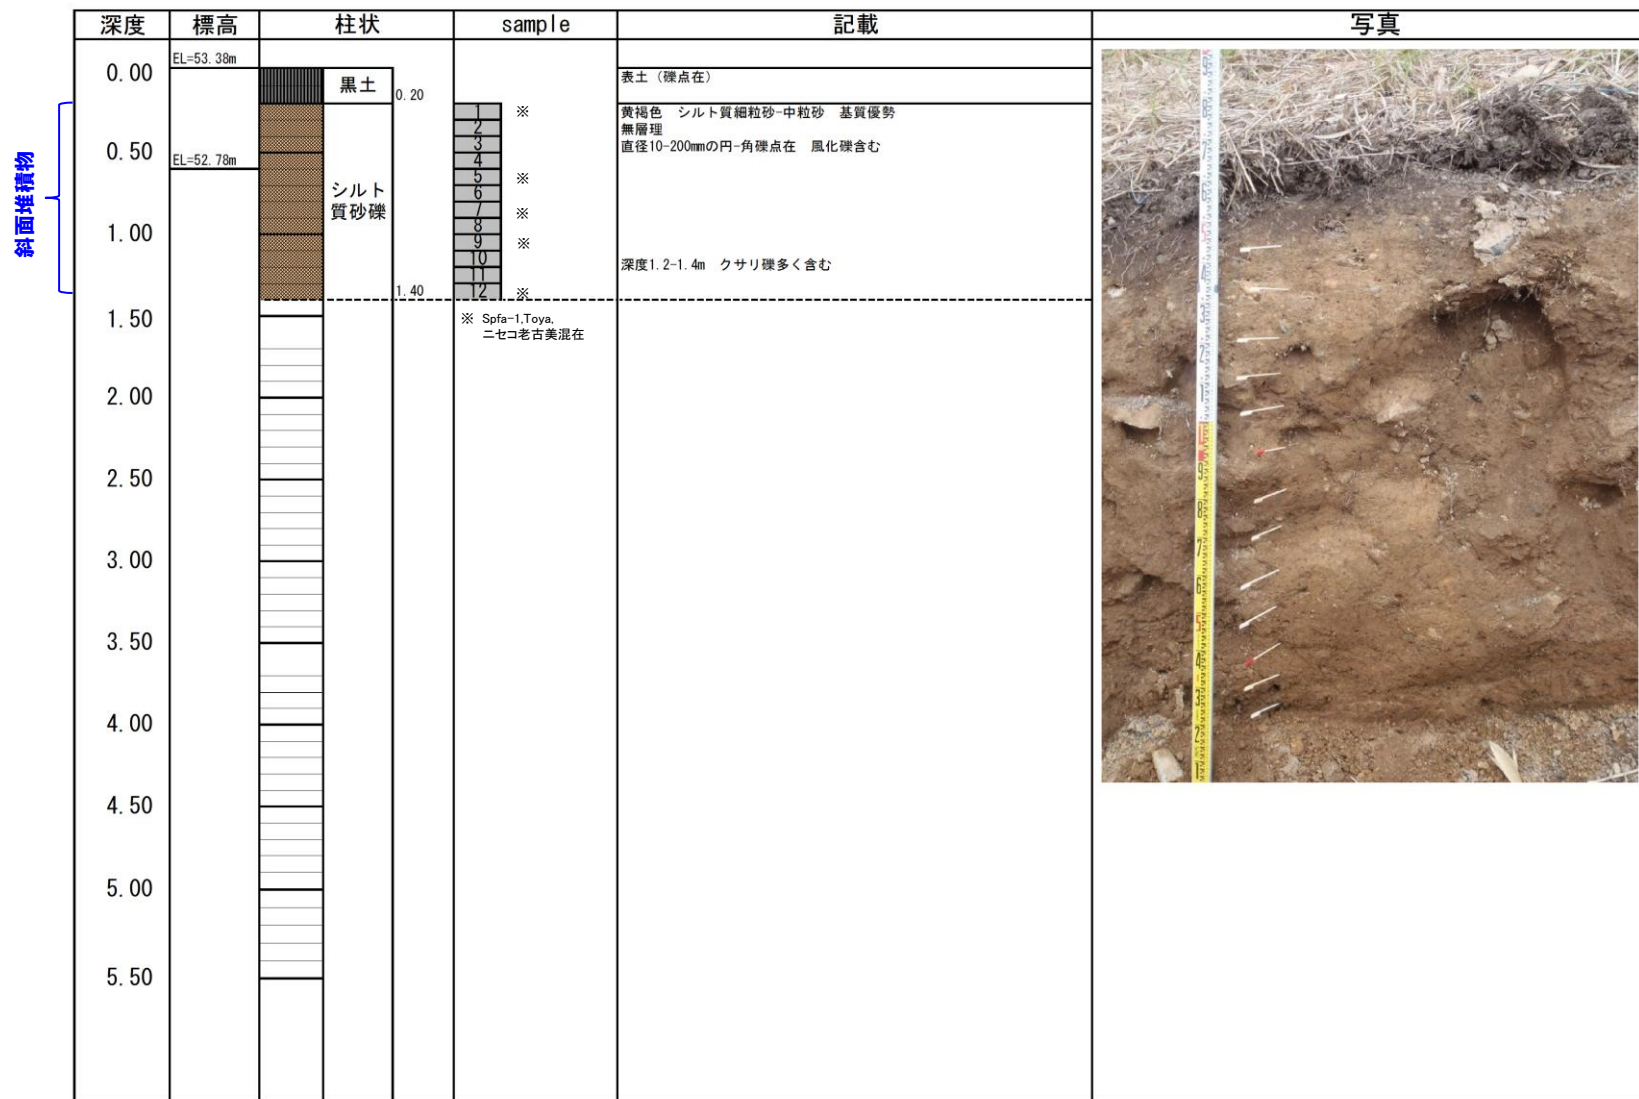 深度 標高 柱状 sample 記載 写真
EL=53.38m
0.00
黒土
0.20
表土（礫点在）
1 ※
黄褐色 シルト質細粒砂-中粒砂 基質優勢
2
無層理
3
直径10-200mmの円-角礫点在 風化礫含む
0.50
4
EL=52.78m
5 ※
斜面堆積物
シルト
質砂礫
6
7 ※
8
1.00
9 ※
10
深度1.2-1.4m クサリ礫多く含む
11
12 ※
1.40
1.50
※ Spfa-1,Toya,
ニセコ老古美混在
2.00
2.50
3.00
3.50
4.00
4.50
5.00
5.50